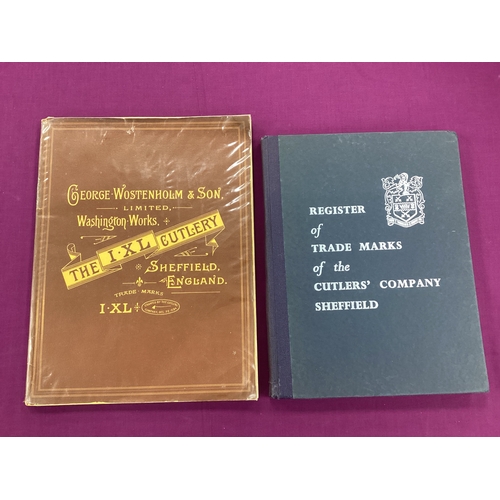 GEORGE·WOSTENHOLM & SON,
LIMITED,
Washington·Works,
THE I·XL CUTLERY
SHEFFIELD,
ENGLAND.
TRADE·MARKS
I·XL
REGISTER
of
TRADE MARKS
of the
CUTLERS' COMPANY
SHEFFIELD